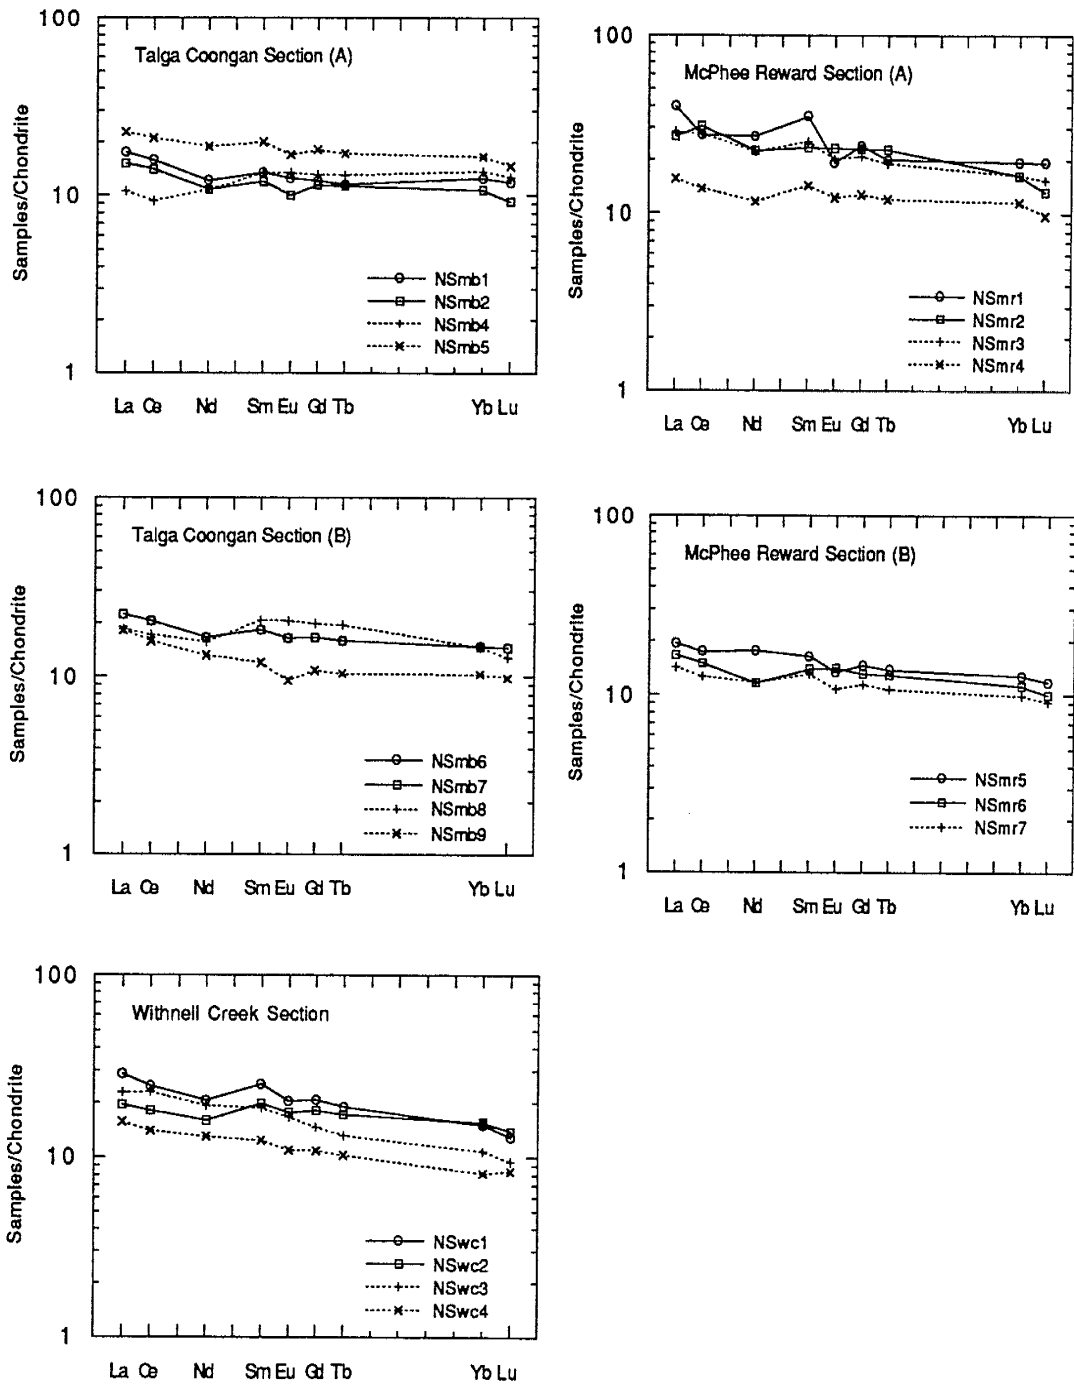 100
Talga Coongan Section (A)
Samples/Chondrite
10
NSmb1
NSmb2
NSmb4
NSmb5
1
La Ce Nd Sm Eu Gd Tb Yb Lu
100
McPhee Reward Section (A)
Samples/Chondrite
10
NSmr1
NSmr2
NSmr3
NSmr4
1
La Ce Nd Sm Eu Gd Tb Yb Lu
100
Talga Coongan Section (B)
Samples/Chondrite
10
NSmb6
NSmb7
NSmb8
NSmb9
1
La Ce Nd Sm Eu Gd Tb Yb Lu
100
McPhee Reward Section (B)
Samples/Chondrite
10
NSmr5
NSmr6
NSmr7
1
La Ce Nd Sm Eu Gd Tb Yb Lu
100
Withnell Creek Section
Samples/Chondrite
10
NSwc1
NSwc2
NSwc3
NSwc4
1
La Ce Nd Sm Eu Gd Tb Yb Lu